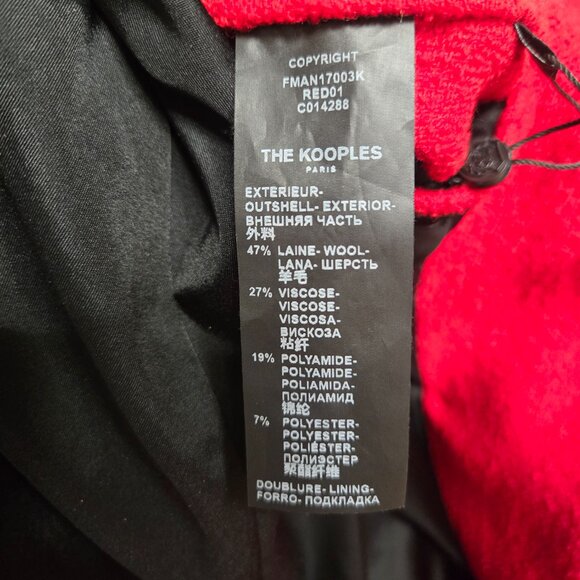 COPYRIGHT
FMAN17003K
RED01
C014288
THE KOOPLES
PARIS
EXTERIEUR-
OUTSHELL- EXTERIOR-
ВНЕШНЯЯ ЧАСТЬ
外料
47% LAINE- WOOL-
LANA- ШЕРСТЬ
羊毛
27% VISCOSE-
VISCOSE-
VISCOSA-
ВИСКОЗА
粘纤
19% POLYAMIDE-
POLYAMIDE-
POLIAMIDA-
ПОЛИАМИД
锦纶
7% POLYESTER-
POLYESTER-
POLIÉSTER-
ПОЛИЭСТЕР
聚酯纤维
DOUBLURE- LINING-
FORRO- ПОДКЛАДКА